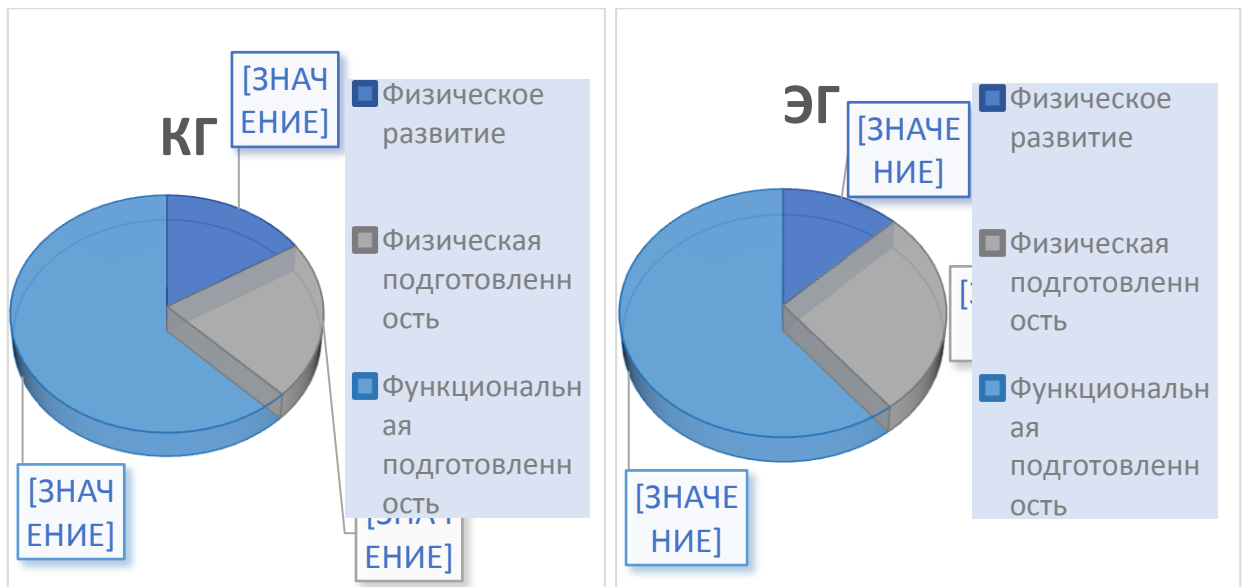 КГ
[ЗНАЧ
ЕНИЕ]
Физическое
развитие
Физическая
подготовленн
ость
Функциональн
ая
подготовленн
ость
[ЗНАЧ
ЕНИЕ]
[ЗНАЧ
ЕНИЕ]
ЭГ
[ЗНАЧЕ
НИЕ]
Физическое
развитие
Физическая
подготовленн
ость
Функциональн
ая
подготовленн
ость
[ЗНАЧЕ
НИЕ]